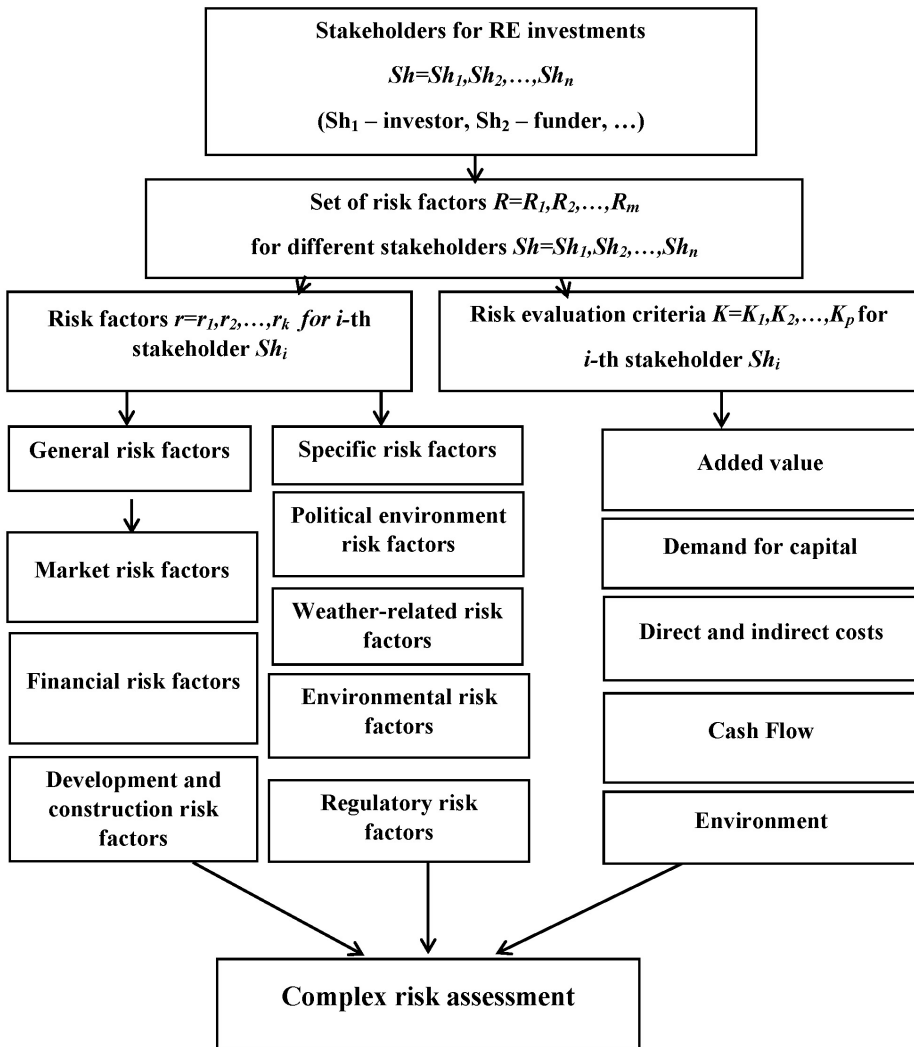 Stakeholders for RE investments
Sh=Sh₁,Sh₂,…,Shₙ
(Sh₁ – investor, Sh₂ – funder, …)
Set of risk factors R=R₁,R₂,…,Rₘ
for different stakeholders Sh=Sh₁,Sh₂,…,Shₙ
Risk factors r=r₁,r₂,…,rₖ for i-th
stakeholder Shᵢ
Risk evaluation criteria K=K₁,K₂,…,Kₚ for
i-th stakeholder Shᵢ
General risk factors
Market risk factors
Financial risk factors
Development and
construction risk
factors
Specific risk factors
Political environment
risk factors
Weather-related risk
factors
Environmental risk
factors
Regulatory risk
factors
Added value
Demand for capital
Direct and indirect costs
Cash Flow
Environment
Complex risk assessment